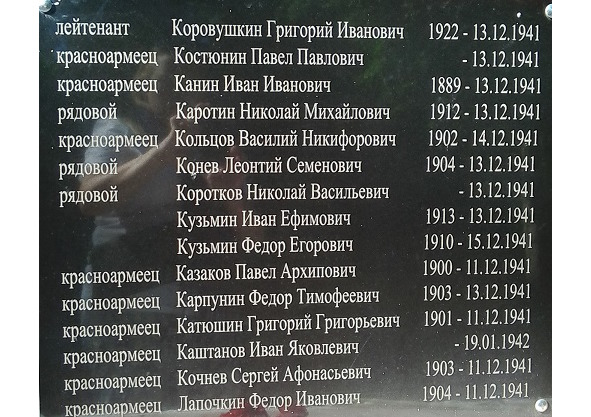 лейтенант Коровушкин Григорий Иванович 1922 - 13.12.1941
красноармеец Костюнин Павел Павлович - 13.12.1941
красноармеец Канин Иван Иванович 1889 - 13.12.1941
рядовой Каротин Николай Михайлович 1912 - 13.12.1941
красноармеец Кольцов Василий Никифорович 1902 - 14.12.1941
рядовой Конев Леонтий Семенович 1904 - 13.12.1941
рядовой Коротков Николай Васильевич - 13.12.1941
Кузьмин Иван Ефимович 1913 - 13.12.1941
Кузьмин Федор Егорович 1910 - 15.12.1941
красноармеец Казаков Павел Архипович 1900 - 11.12.1941
красноармеец Карпунин Федор Тимофеевич 1903 - 13.12.1941
красноармеец Катюшин Григорий Григорьевич 1901 - 11.12.1941
красноармеец Каштанов Иван Яковлевич - 19.01.1942
красноармеец Кочнев Сергей Афонасьевич 1903 - 11.12.1941
красноармеец Лапочкин Федор Иванович 1904 - 11.12.1941